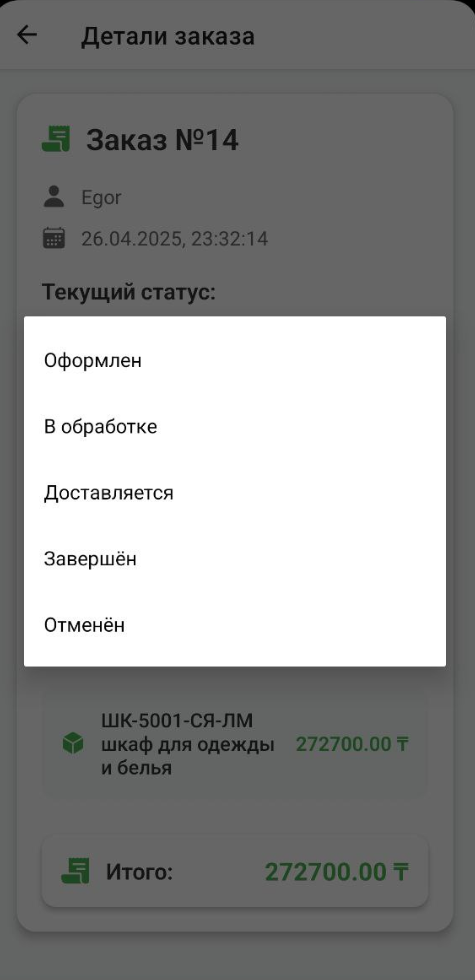 Детали заказа
Заказ №14
Egor
26.04.2025, 23:32:14
Текущий статус:
Оформлен
В обработке
Доставляется
Завершён
Отменён
ШК-5001-СЯ-ЛМ
шкаф для одежды
и белья
272700.00 ₸
Итого:
272700.00 ₸